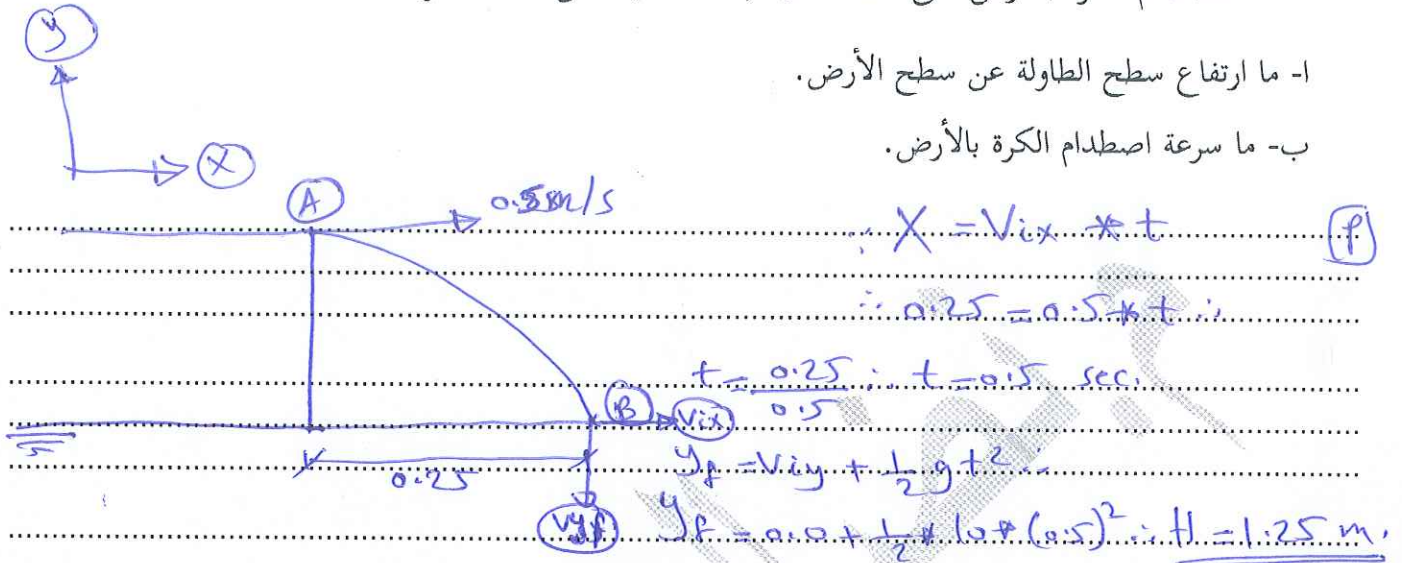 ا- ما ارتفاع سطح الطاولة عن سطح الأرض.
ب- ما سرعة اصطدام الكرة بالأرض.
y
X
A
0.5m/s
∴ X = Vix * t
∴ 0.25 = 0.5 * t ∴
t = 0.25 / 0.5 ∴ t = 0.5 sec.
B
Vix
0.25
yf = Viy + 1/2 g t² ∴
Vyf
yf = 0.0 + 1/2 * 10 * (0.5)² ∴ H = 1.25 m.